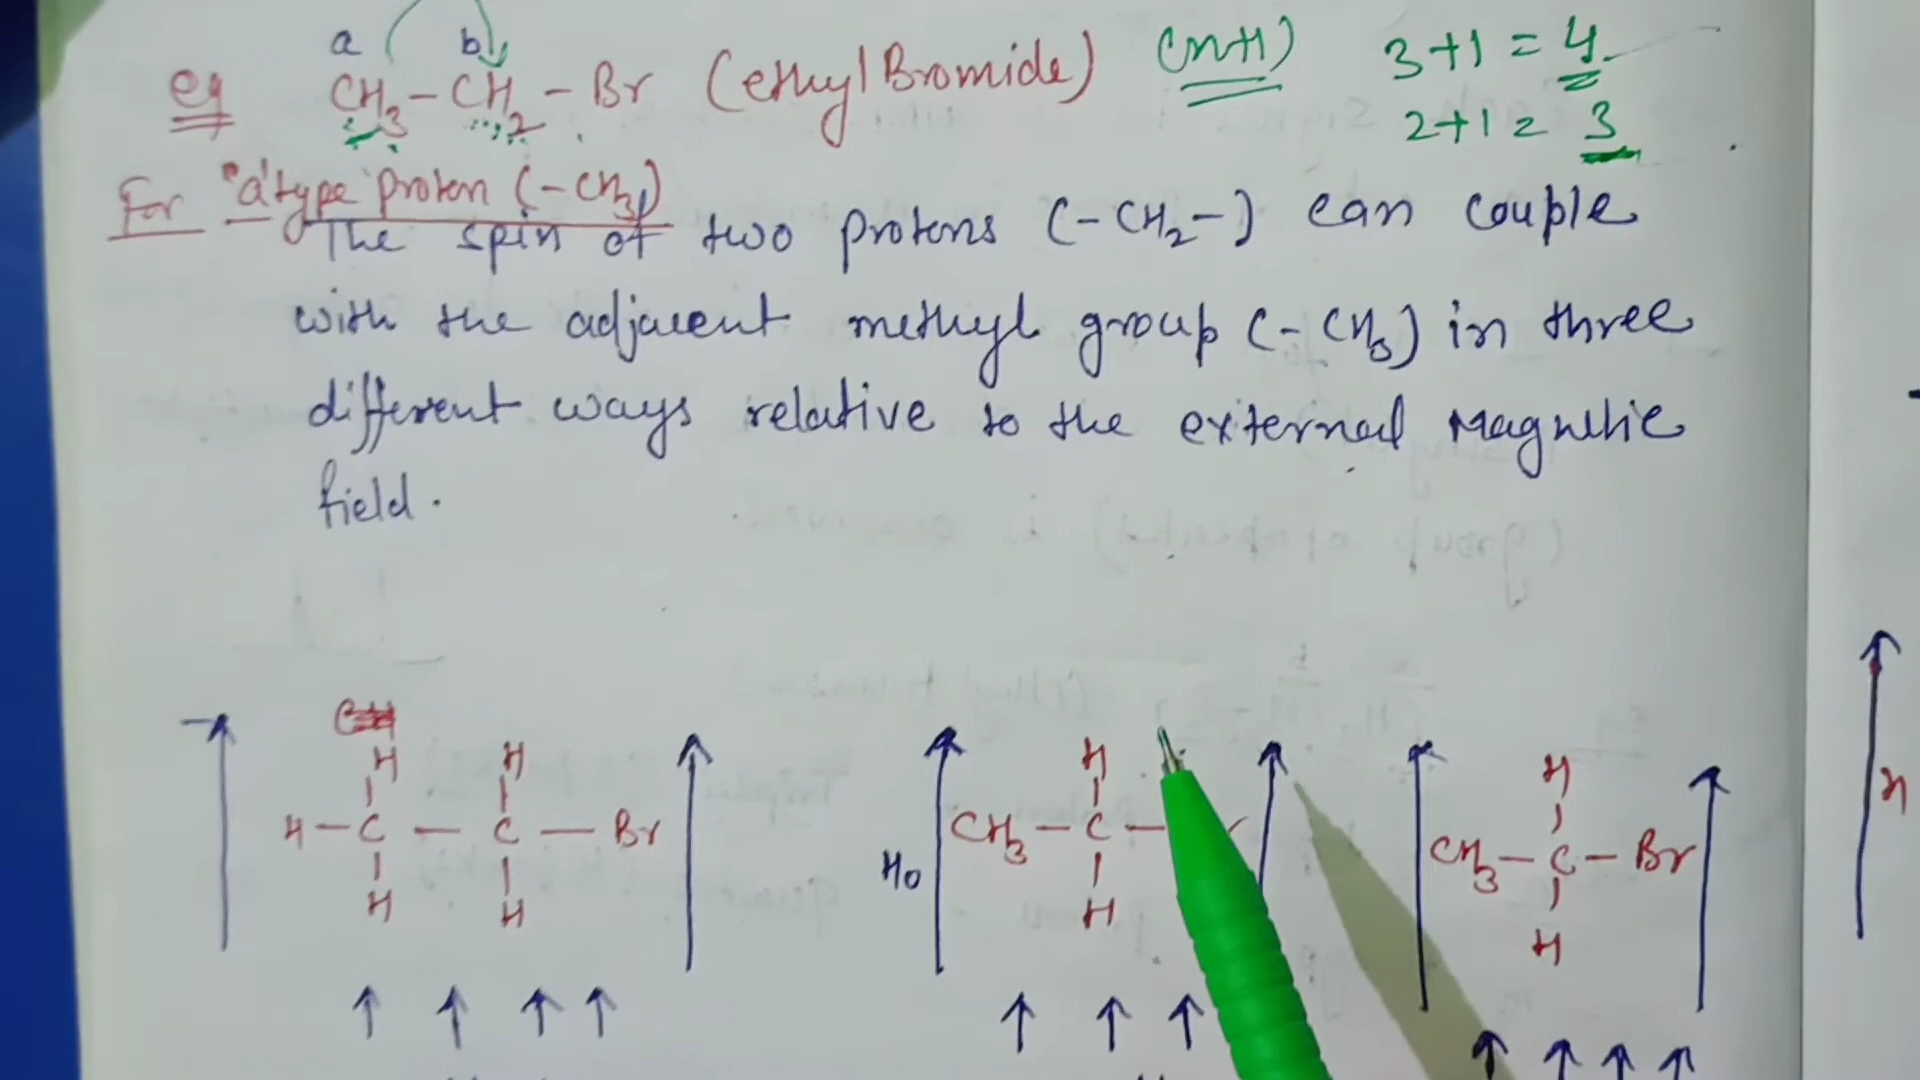 a b
eg CH3 - CH2 - Br (ethyl Bromide) (n+1) 3+1 = 4
2+1 = 3
For "a" type proton (-CH3)
The spin of two protons (-CH2-) can couple
with the adjacent methyl group (-CH3) in three
different ways relative to the external Magnetic
field.
H H H H
H - C - C - Br CH3 - C - CH3 - C - Br
H H H H
H0